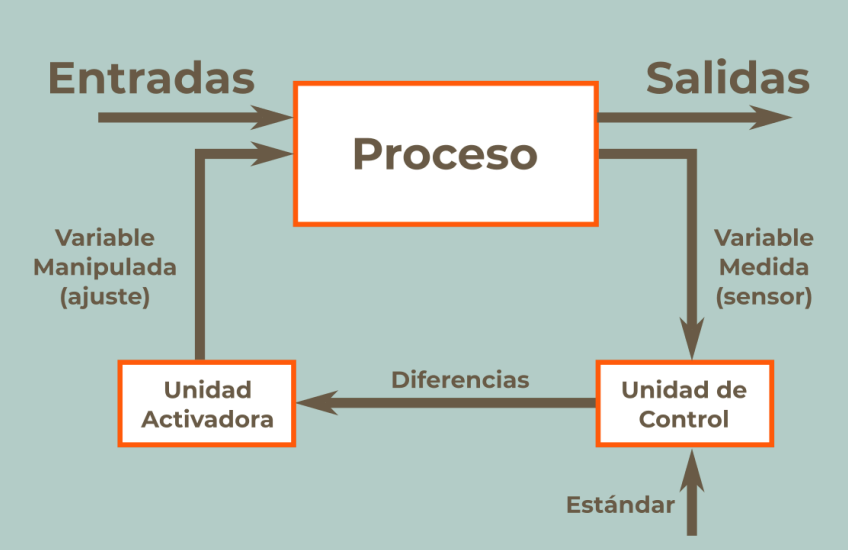 Entradas
Salidas
Proceso
Variable
Manipulada
(ajuste)
Variable
Medida
(sensor)
Unidad
Activadora
Diferencias
Unidad de
Control
Estándar